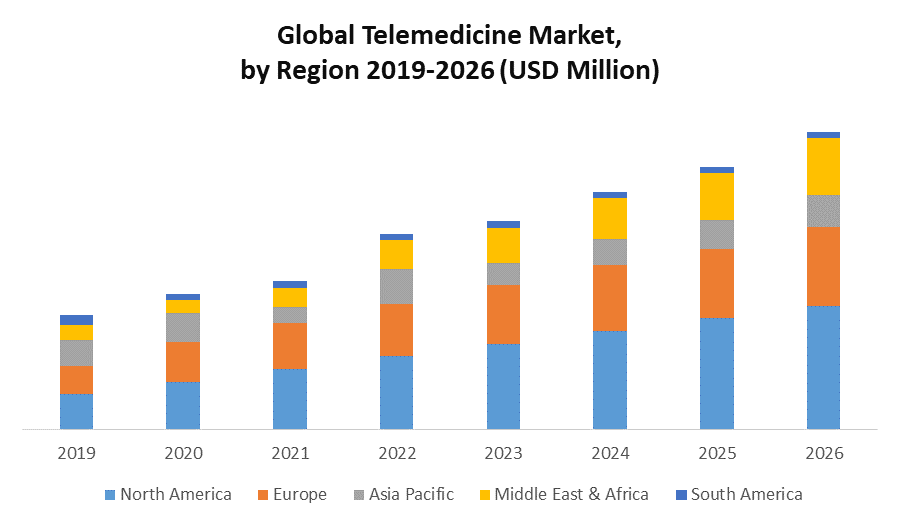 Global Telemedicine Market,
by Region 2019-2026 (USD Million)
2019 2020 2021 2022 2023 2024 2025 2026
North America Europe Asia Pacific Middle East & Africa South America